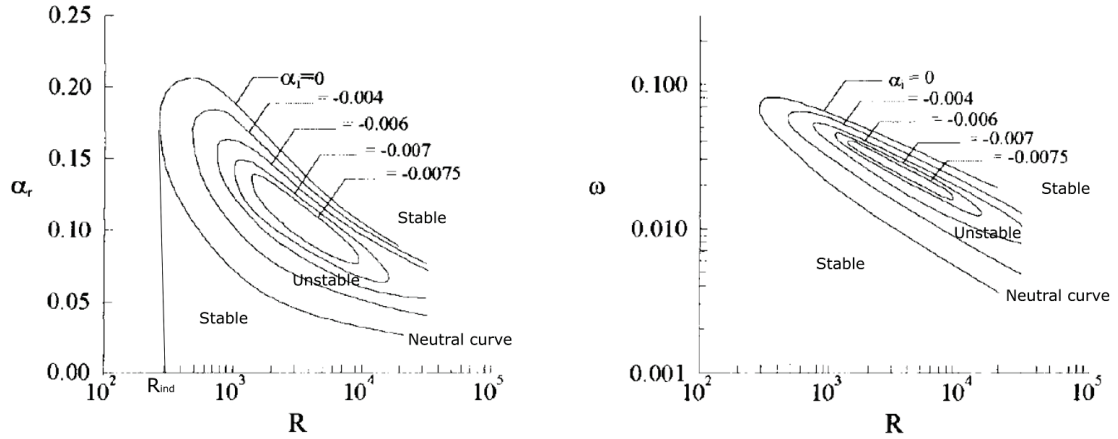 0.25
0.20
0.15
0.10
0.05
0.00
αᵣ
αᵢ=0
= -0.004
= -0.006
= -0.007
= -0.0075
Stable
Unstable
Stable
Neutral curve
R_ind
10² 10³ 10⁴ 10⁵
R
0.100
0.010
0.001
ω
αᵢ= 0
= -0.004
= -0.006
= -0.007
= -0.0075
Stable
Unstable
Stable
Neutral curve
10² 10³ 10⁴ 10⁵
R